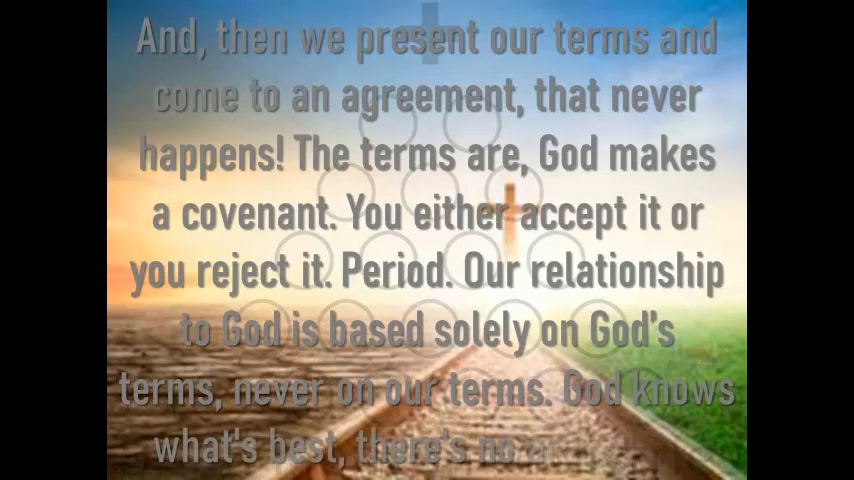 And, then we present our terms and
come to an agreement, that never
happens! The terms are, God makes
a covenant. You either accept it or
you reject it. Period. Our relationship
to God is based solely on God's
terms, never on our terms. God knows
what's best, there's no